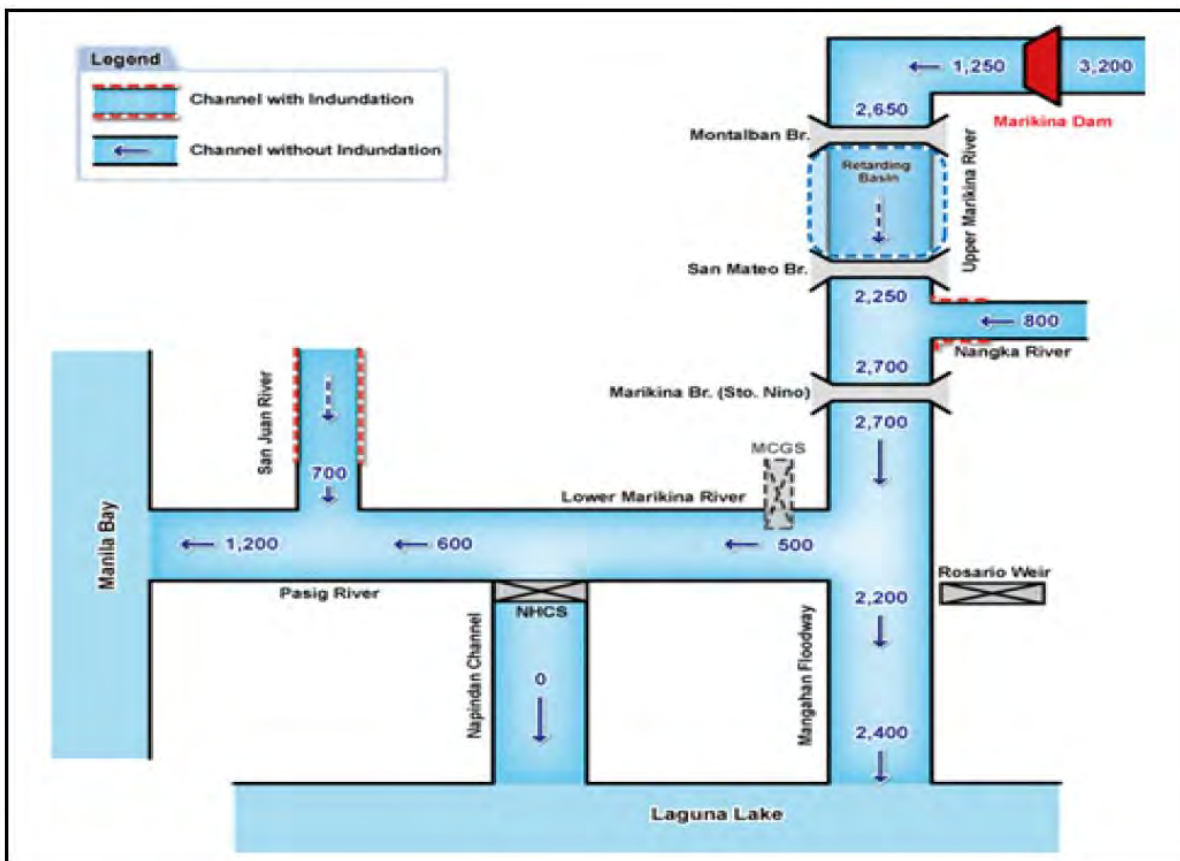 Legend
Channel with Indundation
Channel without Indundation
1,250
3,200
Marikina Dam
2,650
Montalban Br.
Retarding
Basin
Upper Marikina River
San Mateo Br.
2,250
800
Nangka River
2,700
Marikina Br. (Sto. Nino)
2,700
MCGS
San Juan River
700
Lower Marikina River
Manila Bay
1,200
600
500
Pasig River
NHCS
Rosario Weir
2,200
Napindan Channel
0
Mangahan Floodway
2,400
Laguna Lake